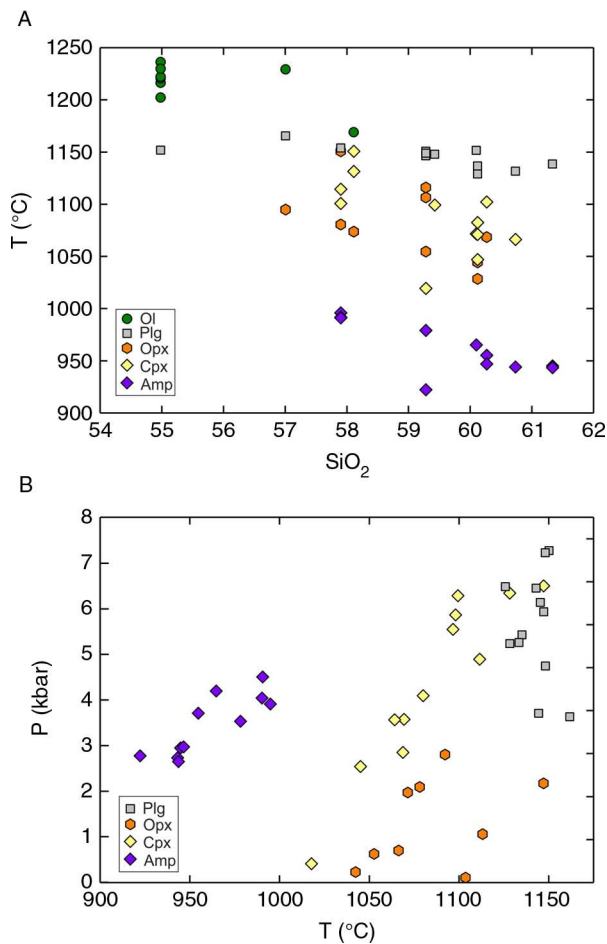 A
T (°C)
1250
1200
1150
1100
1050
1000
950
900
Ol
Plg
Opx
Cpx
Amp
54 55 56 57 58 59 60 61 62
SiO₂
B
P (kbar)
8
7
6
5
4
3
2
1
0
Plg
Opx
Cpx
Amp
900 950 1000 1050 1100 1150
T (°C)